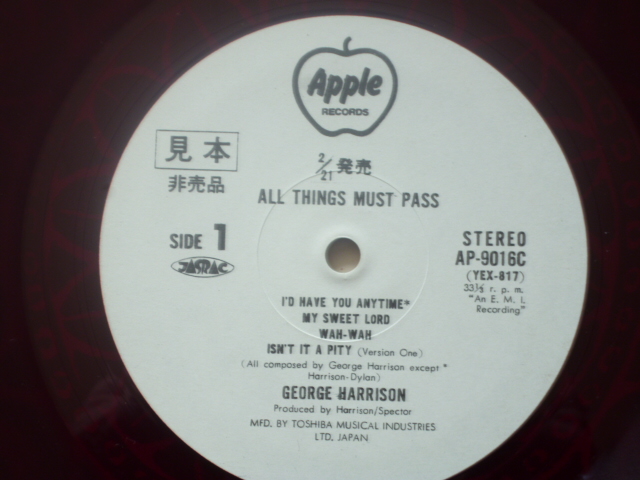 Apple
RECORDS
見本
非売品
2/21 発売
ALL THINGS MUST PASS
SIDE 1
JASRAC
STEREO
AP-9016C
(YEX-817)
33⅓ r. p. m.
"An E. M. I.
Recording"
I'D HAVE YOU ANYTIME*
MY SWEET LORD
WAH-WAH
ISN'T IT A PITY (Version One)
(All composed by George Harrison except *
Harrison-Dylan)
GEORGE HARRISON
Produced by Harrison/Spector
MFD. BY TOSHIBA MUSICAL INDUSTRIES
LTD. JAPAN